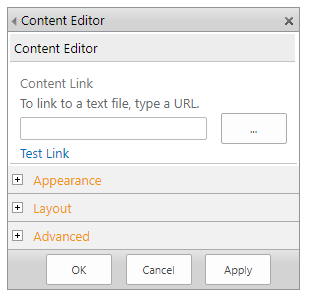 Content Editor
Content Editor
Content Link
To link to a text file, type a URL.
...
Test Link
Appearance
Layout
Advanced
OK Cancel Apply